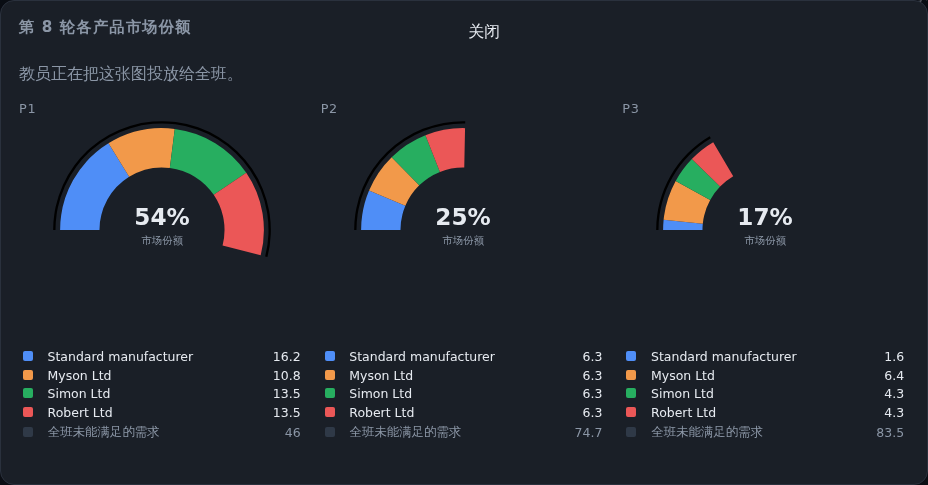 第 8 轮各产品市场份额
关闭
教员正在把这张图投放给全班。
P1
54%
市场份额
Standard manufacturer 16.2
Myson Ltd 10.8
Simon Ltd 13.5
Robert Ltd 13.5
全班未能满足的需求 46
P2
25%
市场份额
Standard manufacturer 6.3
Myson Ltd 6.3
Simon Ltd 6.3
Robert Ltd 6.3
全班未能满足的需求 74.7
P3
17%
市场份额
Standard manufacturer 1.6
Myson Ltd 6.4
Simon Ltd 4.3
Robert Ltd 4.3
全班未能满足的需求 83.5